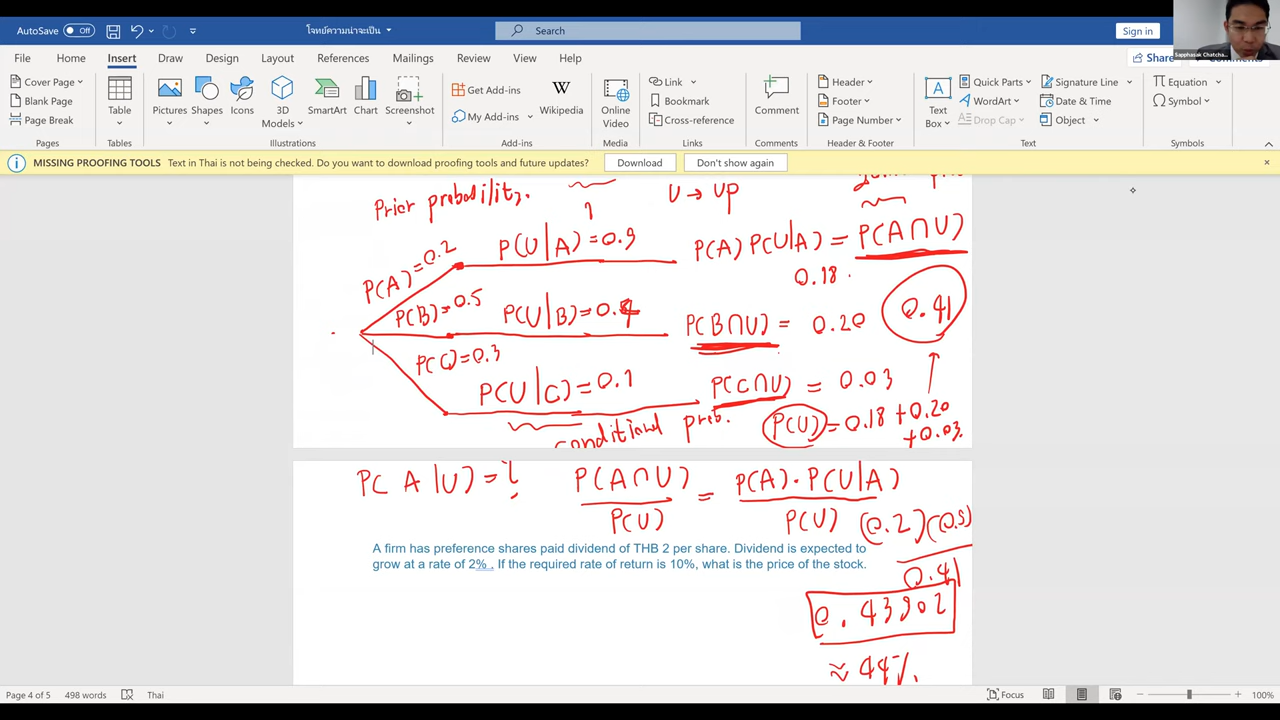 AutoSave Off โจทย์ความน่าจะเป็น Search Sign in
Sapphasak Chatcha...
File Home Insert Draw Design Layout References Mailings Review View Help Share Comments
Cover Page
Blank Page
Page Break
Pages
Table
Tables
Pictures Shapes Icons 3D Models SmartArt Chart Screenshot
Illustrations
Get Add-ins
My Add-ins
Wikipedia
Add-ins
Online Video
Media
Link
Bookmark
Cross-reference
Links
Comment
Comments
Header
Footer
Page Number
Header & Footer
Text Box
Quick Parts
WordArt
Drop Cap
Signature Line
Date & Time
Object
Text
Equation
Symbol
Symbols
MISSING PROOFING TOOLS Text in Thai is not being checked. Do you want to download proofing tools and future updates? Download Don't show again
Prior probability. U → up
P(A)=0.2 P(U|A)=0.9 P(A) P(U|A) = P(A∩U)
0.18
P(B)=0.5 P(U|B)=0.4 P(B∩U) = 0.20 0.41
P(C)=0.3 P(U|C)=0.1 P(C∩U) = 0.03
conditional prob. P(U)=0.18 +0.20
+0.03.
P(A|U)=? P(A∩U) = P(A).P(U|A)
P(U) P(U) (0.2)(0.9)
0.41
A firm has preference shares paid dividend of THB 2 per share. Dividend is expected to
grow at a rate of 2% . If the required rate of return is 10%, what is the price of the stock.
0.43902
≈ 44%
Page 4 of 5 498 words Thai Focus 100%